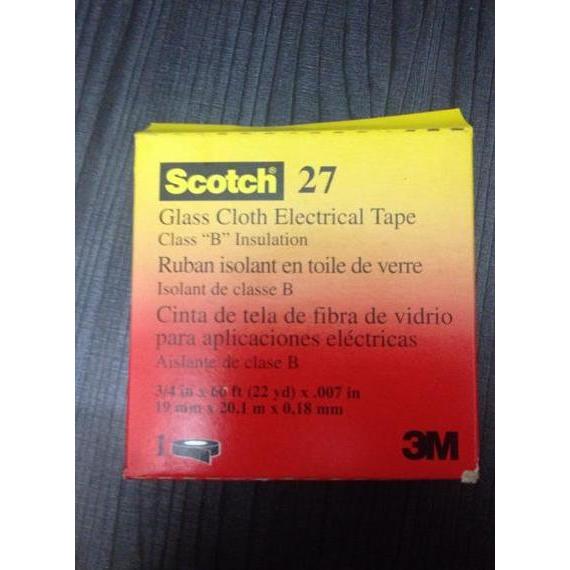 Scotch® 27
Glass Cloth Electrical Tape
Class “B” Insulation
Ruban isolant en toile de verre
Isolant de classe B
Cinta de tela de fibra de vidrio
para aplicaciones eléctricas
Aislante de clase B
3/4 in x 66 ft (22 yd) x .007 in
19 mm x 20,1 m x 0,18 mm
1
3M